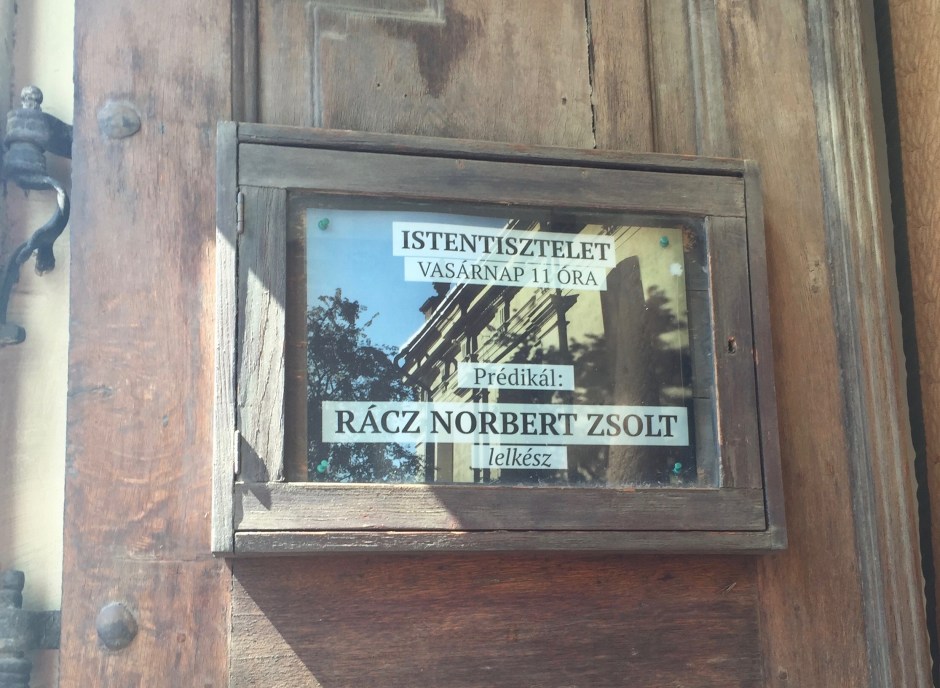 ISTENTISZTELET
VASÁRNAP 11 ÓRA
Prédikál:
RÁCZ NORBERT ZSOLT
lelkész